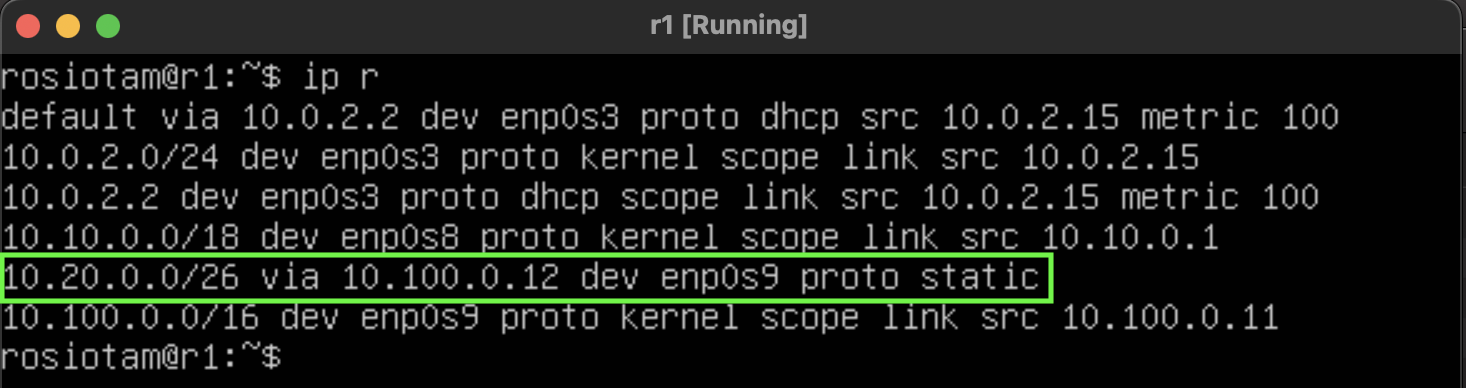 r1 [Running]
rosiotam@r1:~$ ip r
default via 10.0.2.2 dev enp0s3 proto dhcp src 10.0.2.15 metric 100
10.0.2.0/24 dev enp0s3 proto kernel scope link src 10.0.2.15
10.0.2.2 dev enp0s3 proto dhcp scope link src 10.0.2.15 metric 100
10.10.0.0/18 dev enp0s8 proto kernel scope link src 10.10.0.1
10.20.0.0/26 via 10.100.0.12 dev enp0s9 proto static
10.100.0.0/16 dev enp0s9 proto kernel scope link src 10.100.0.11
rosiotam@r1:~$